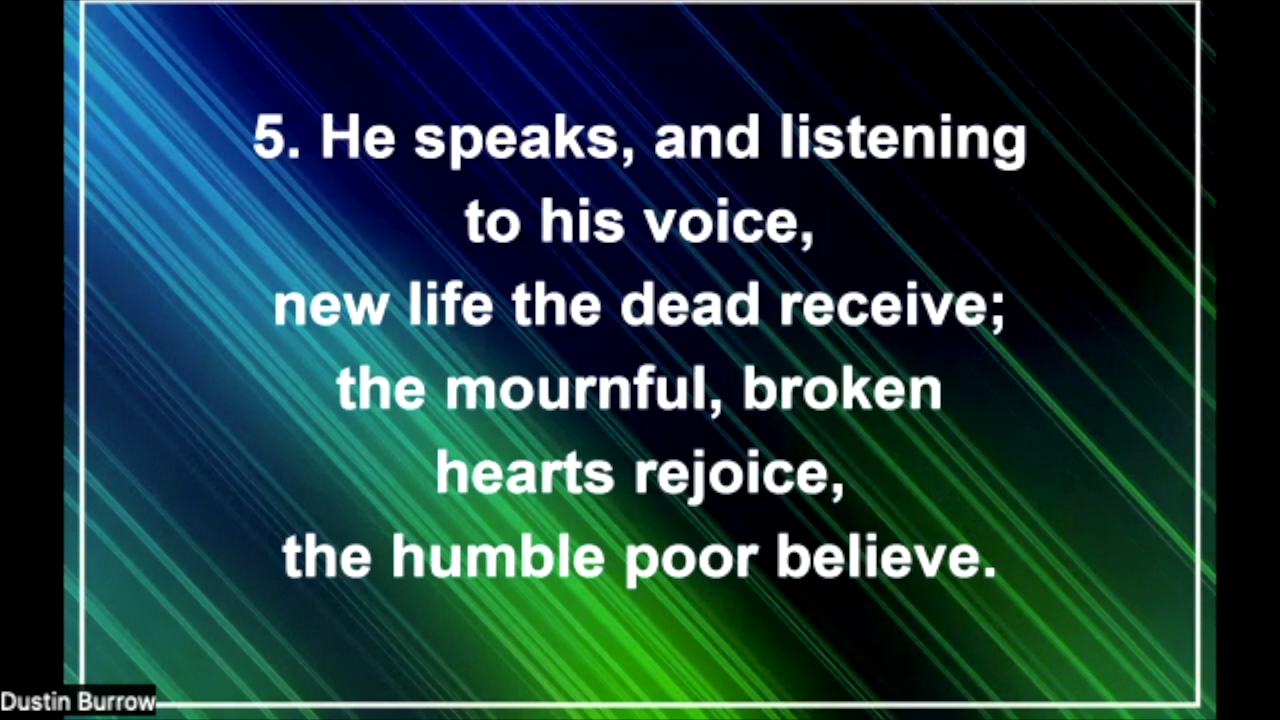 5. He speaks, and listening
to his voice,
new life the dead receive;
the mournful, broken
hearts rejoice,
the humble poor believe.
Dustin Burrow